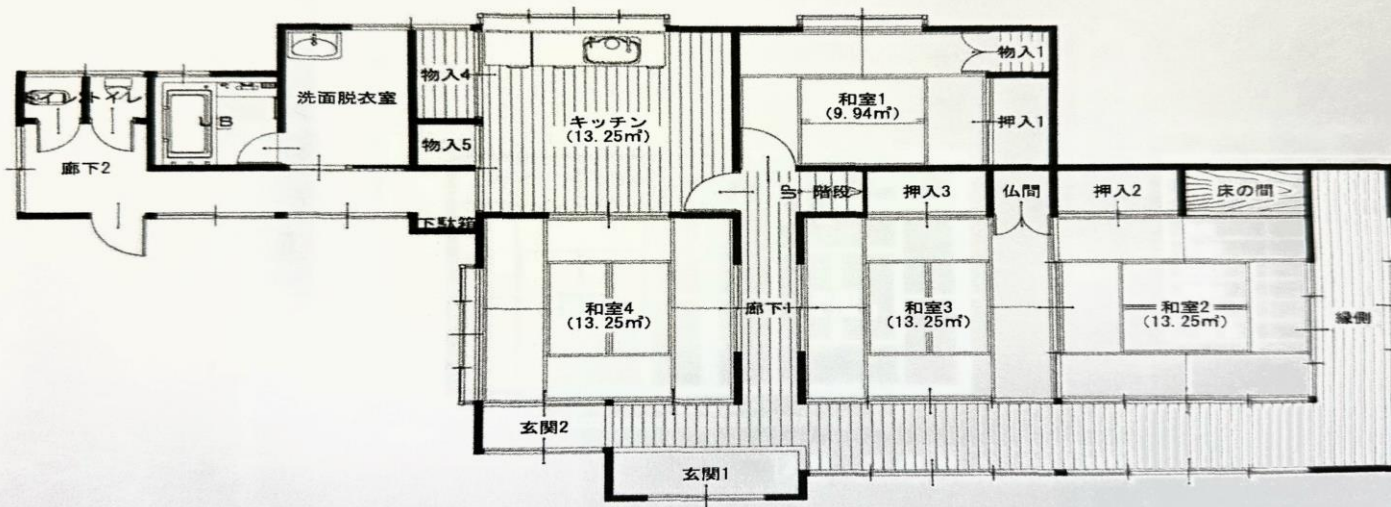 物入1
物入4
洗面脱衣室
トイレ
トイレ
UB
和室1
(9.94㎡)
押入1
キッチン
(13.25㎡)
物入5
廊下2
UP
階段
押入3
仏間
押入2
床の間
下駄箱
和室4
(13.25㎡)
廊下1
和室3
(13.25㎡)
和室2
(13.25㎡)
縁側
玄関2
玄関1